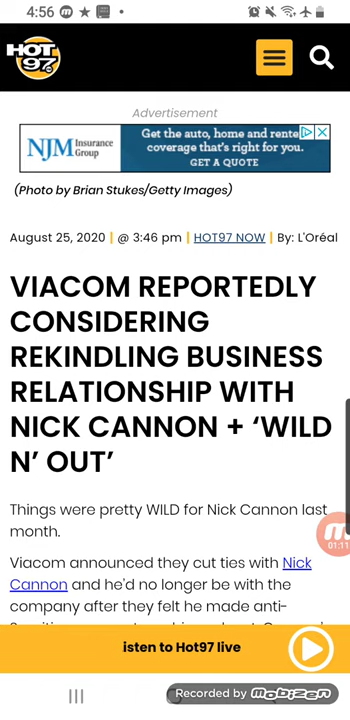 4:56
HOT
97
Advertisement
NJM Insurance Group
Get the auto, home and rente
coverage that's right for you.
GET A QUOTE
(Photo by Brian Stukes/Getty Images)
August 25, 2020 | @ 3:46 pm | HOT97 NOW | By: L'Oréal
VIACOM REPORTEDLY
CONSIDERING
REKINDLING BUSINESS
RELATIONSHIP WITH
NICK CANNON + ‘WILD
N’ OUT’
Things were pretty WILD for Nick Cannon last
month.
01:11
Viacom announced they cut ties with Nick
Cannon and he'd no longer be with the
company after they felt he made anti-
isten to Hot97 live
Recorded by mobizen